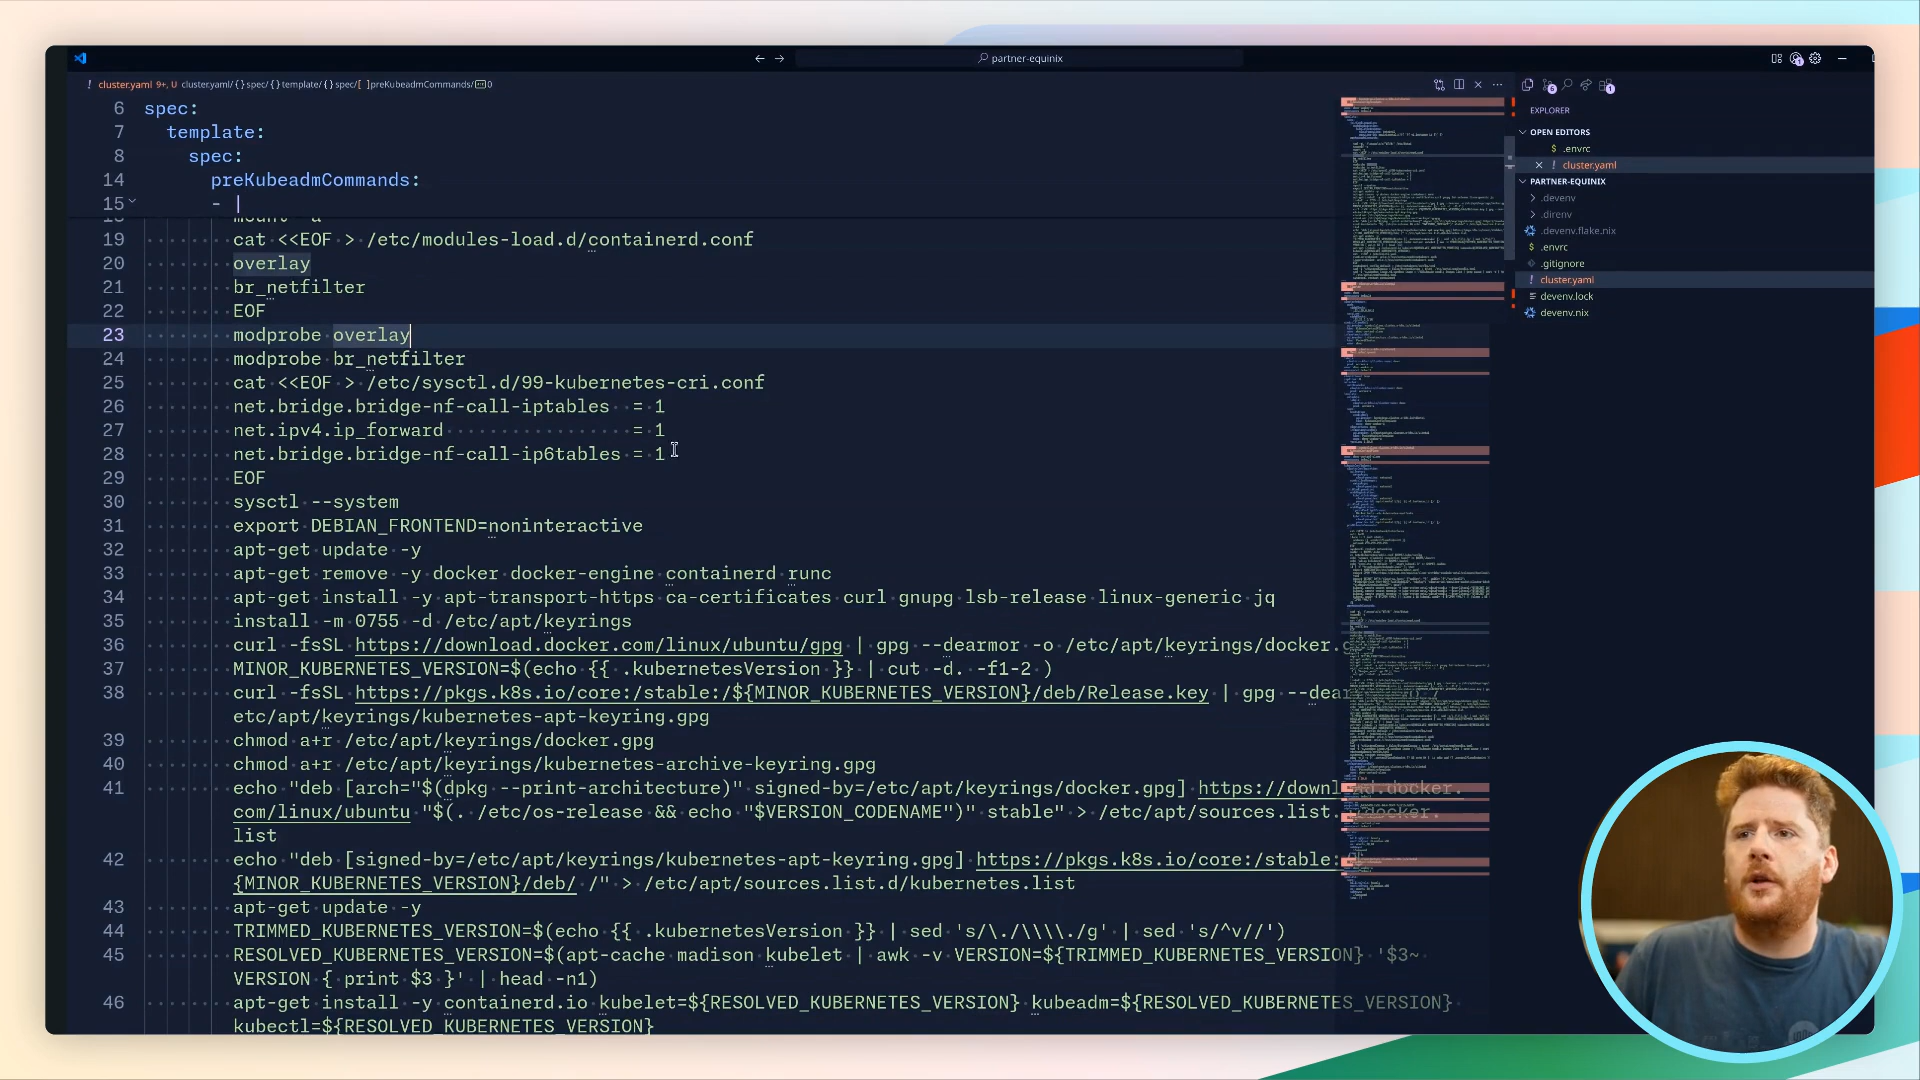 partner-equinix
! cluster.yaml 9+, U cluster.yaml/{ } spec/{ } template/{ } spec/[ ]preKubeadmCommands/0
EXPLORER
OPEN EDITORS
$ .envrc
! cluster.yaml
PARTNER-EQUINIX
.devenv
.direnv
.devenv.flake.nix
$ .envrc
.gitignore
! cluster.yaml
devenv.lock
devenv.nix
6 spec:
7 template:
8 spec:
14 preKubeadmCommands:
15 - |
19 cat <<EOF > /etc/modules-load.d/containerd.conf
20 overlay
21 br_netfilter
22 EOF
23 modprobe overlay
24 modprobe br_netfilter
25 cat <<EOF > /etc/sysctl.d/99-kubernetes-cri.conf
26 net.bridge.bridge-nf-call-iptables = 1
27 net.ipv4.ip_forward = 1
28 net.bridge.bridge-nf-call-ip6tables = 1
29 EOF
30 sysctl --system
31 export DEBIAN_FRONTEND=noninteractive
32 apt-get update -y
33 apt-get remove -y docker docker-engine containerd runc
34 apt-get install -y apt-transport-https ca-certificates curl gnupg lsb-release linux-generic jq
35 install -m 0755 -d /etc/apt/keyrings
36 curl -fsSL https://download.docker.com/linux/ubuntu/gpg | gpg --dearmor -o /etc/apt/keyrings/docker.
37 MINOR_KUBERNETES_VERSION=$(echo {{ .kubernetesVersion }} | cut -d. -f1-2 )
38 curl -fsSL https://pkgs.k8s.io/core:/stable:/${MINOR_KUBERNETES_VERSION}/deb/Release.key | gpg --dear
etc/apt/keyrings/kubernetes-apt-keyring.gpg
39 chmod a+r /etc/apt/keyrings/docker.gpg
40 chmod a+r /etc/apt/keyrings/kubernetes-archive-keyring.gpg
41 echo "deb [arch="$(dpkg --print-architecture)" signed-by=/etc/apt/keyrings/docker.gpg] https://download.docker.
com/linux/ubuntu "$(. /etc/os-release && echo "$VERSION_CODENAME")" stable" > /etc/apt/sources.list.d/docker.
list
42 echo "deb [signed-by=/etc/apt/keyrings/kubernetes-apt-keyring.gpg] https://pkgs.k8s.io/core:/stable:
{MINOR_KUBERNETES_VERSION}/deb/ /" > /etc/apt/sources.list.d/kubernetes.list
43 apt-get update -y
44 TRIMMED_KUBERNETES_VERSION=$(echo {{ .kubernetesVersion }} | sed 's/\./\\\\./g' | sed 's/^v//')
45 RESOLVED_KUBERNETES_VERSION=$(apt-cache madison kubelet | awk -v VERSION=${TRIMMED_KUBERNETES_VERSION} '$3~
VERSION { print $3 }' | head -n1)
46 apt-get install -y containerd.io kubelet=${RESOLVED_KUBERNETES_VERSION} kubeadm=${RESOLVED_KUBERNETES_VERSION}
kubectl=${RESOLVED_KUBERNETES_VERSION}